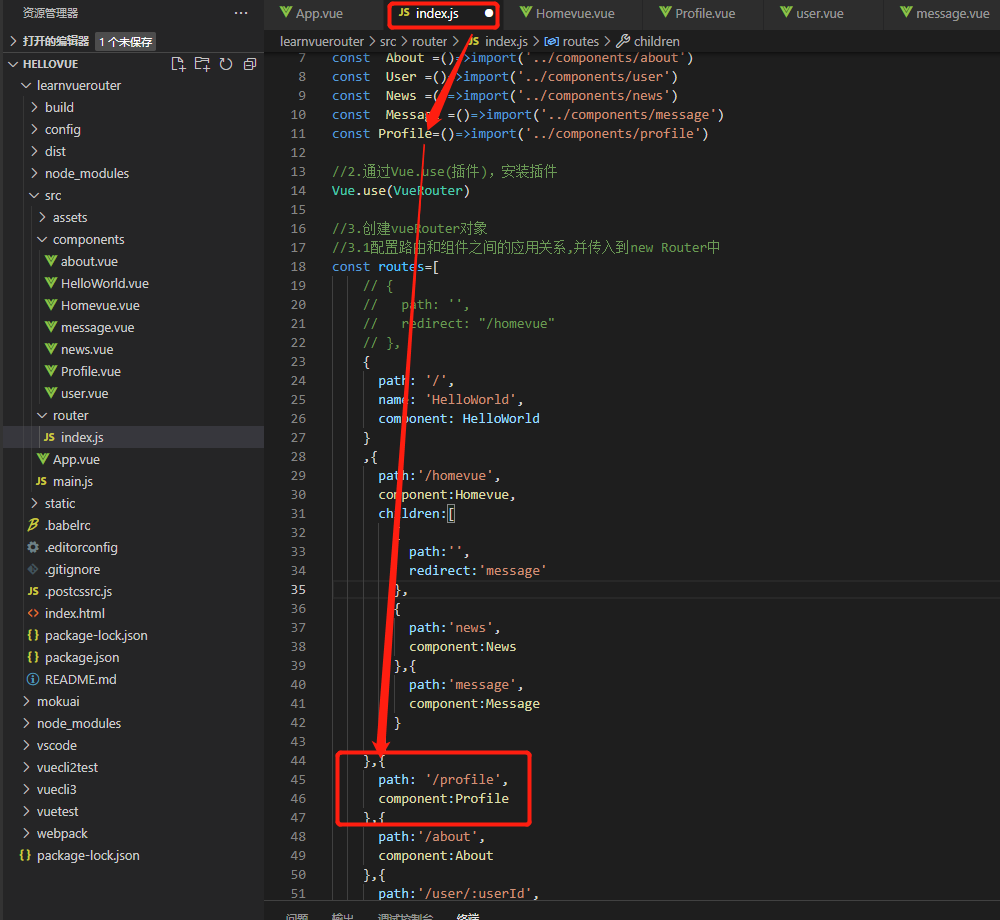 资源管理器
打开的编辑器 1 个未保存
HELLOVUE
learnvuerouter
build
config
dist
node_modules
src
assets
components
about.vue
HelloWorld.vue
Homevue.vue
message.vue
news.vue
Profile.vue
user.vue
router
JS index.js
App.vue
JS main.js
static
.babelrc
.editorconfig
.gitignore
JS .postcssrc.js
index.html
package-lock.json
package.json
README.md
mokuai
node_modules
vscode
vuecli2test
vuecli3
vuetest
webpack
package-lock.json
App.vue JS index.js Homevue.vue Profile.vue user.vue message.vue
learnvuerouter > src > router > JS index.js > routes > children
7 const About =()=>import('../components/about')
8 const User =()=>import('../components/user')
9 const News =()=>import('../components/news')
10 const Message =()=>import('../components/message')
11 const Profile=()=>import('../components/profile')
12
13 //2.通过Vue.use(插件), 安装插件
14 Vue.use(VueRouter)
15
16 //3.创建vueRouter对象
17 //3.1配置路由和组件之间的应用关系,并传入到new Router中
18 const routes=[
19 // {
20 // path: '',
21 // redirect: "/homevue"
22 // },
23 {
24 path: '/',
25 name: 'HelloWorld',
26 component: HelloWorld
27 }
28 ,{
29 path:'/homevue',
30 component:Homevue,
31 children:[
32 {
33 path:'',
34 redirect:'message'
35 },
36 {
37 path:'news',
38 component:News
39 },{
40 path:'message',
41 component:Message
42 }
43
44 },{
45 path: '/profile',
46 component:Profile
47 },{
48 path:'/about',
49 component:About
50 },{
51 path:'/user/:userId',
问题 输出 调试控制台 终端